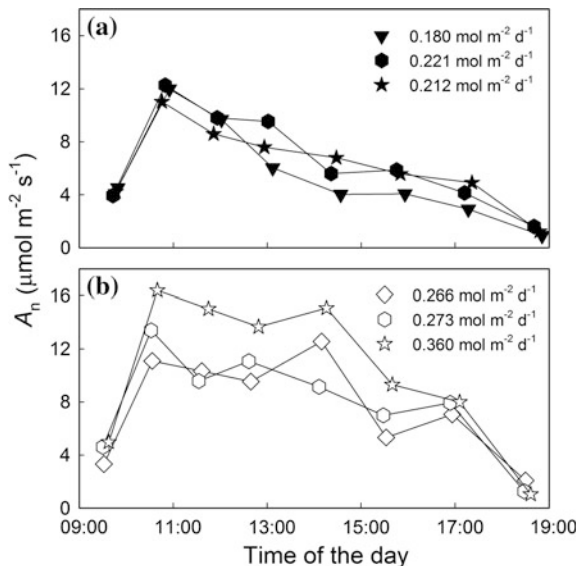 (a)
0.180 mol m⁻² d⁻¹
0.221 mol m⁻² d⁻¹
0.212 mol m⁻² d⁻¹
16
12
8
4
0
Aₙ (μmol m⁻² s⁻¹)
(b)
0.266 mol m⁻² d⁻¹
0.273 mol m⁻² d⁻¹
0.360 mol m⁻² d⁻¹
16
12
8
4
0
09:00 11:00 13:00 15:00 17:00 19:00
Time of the day